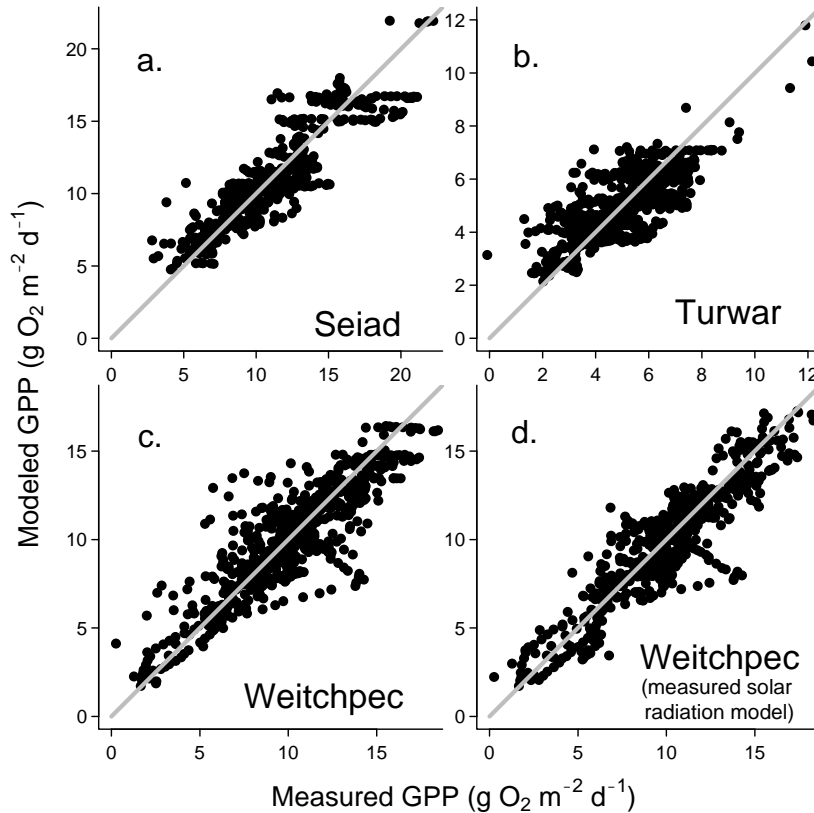 a.
20
15
10
5
0
0 5 10 15 20
Seiad
b.
12
10
8
6
4
2
0
0 2 4 6 8 10 12
Turwar
c.
15
10
5
0
0 5 10 15
Weitchpec
d.
15
10
5
0
0 5 10 15
Weitchpec
(measured solar
radiation model)
Modeled GPP (g O₂ m⁻² d⁻¹)
Measured GPP (g O₂ m⁻² d⁻¹)